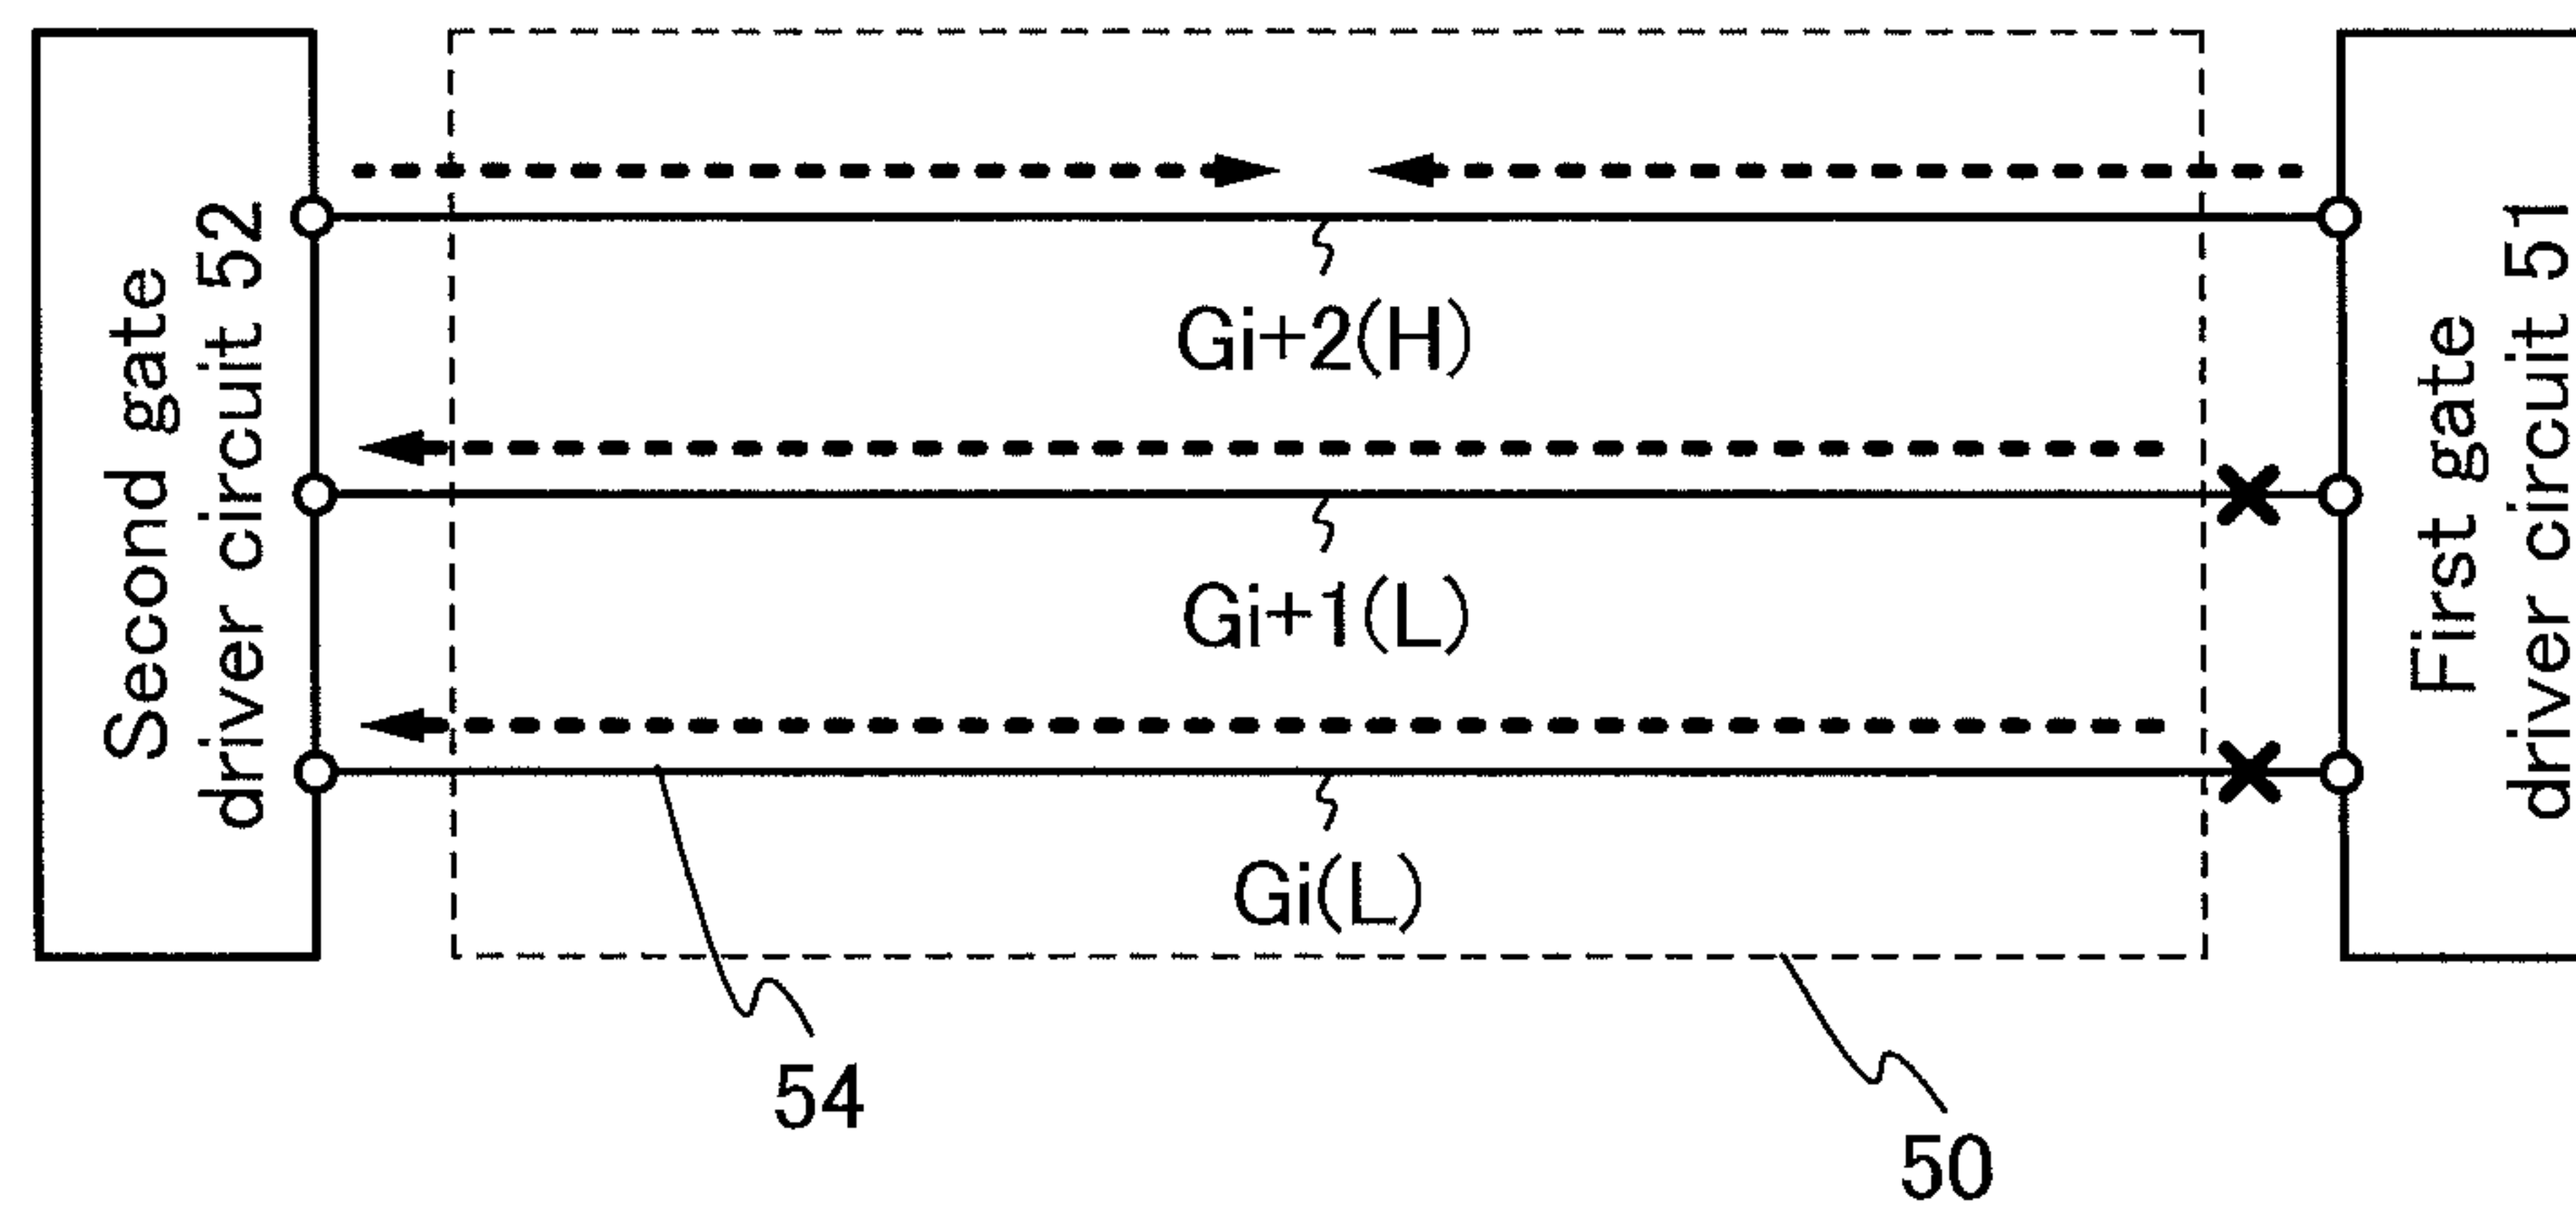 Second gate
driver circuit 52
Gi+2(H)
Gi+1(L)
Gi(L)
First gate
driver circuit 51
54
50